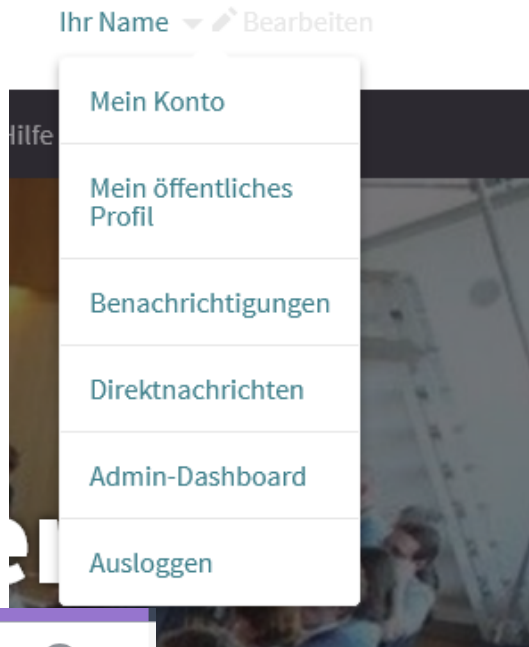 Ihr Name Bearbeiten
Mein Konto
Hilfe
Mein öffentliches
Profil
Benachrichtigungen
Direktnachrichten
Admin-Dashboard
Ausloggen